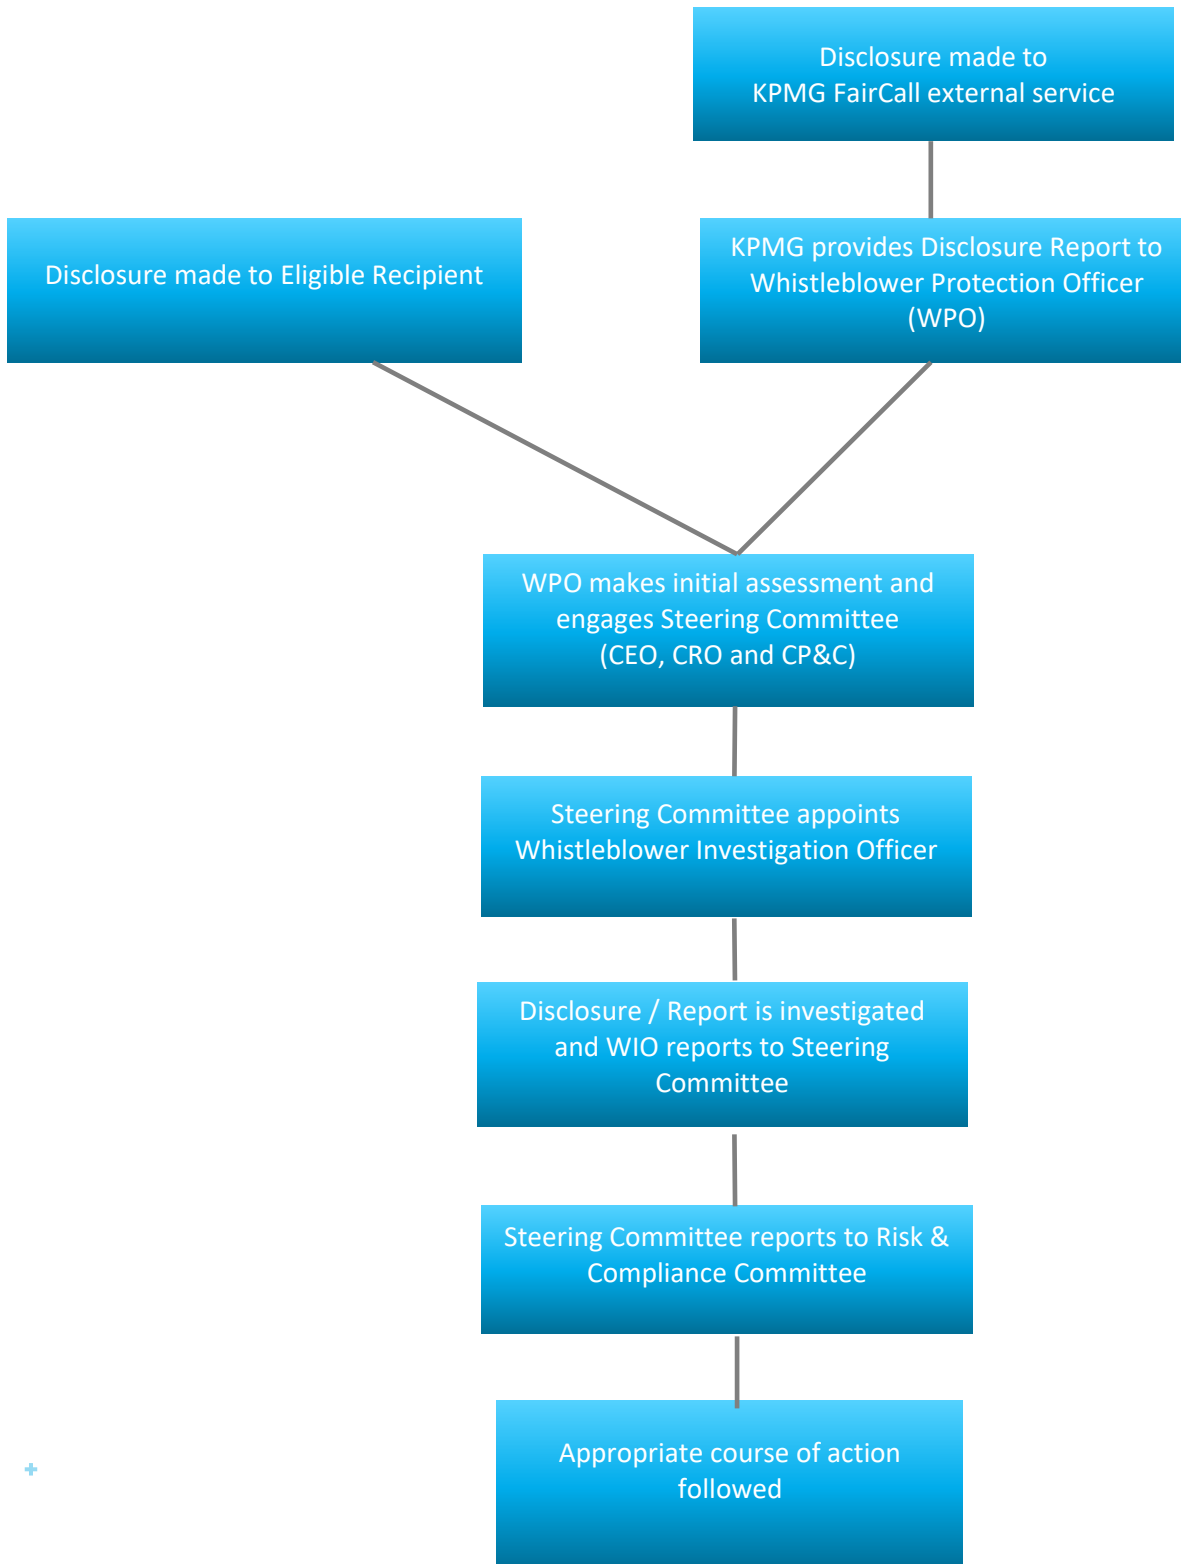 Disclosure made to
KPMG FairCall external service
Disclosure made to Eligible Recipient
KPMG provides Disclosure Report to
Whistleblower Protection Officer
(WPO)
WPO makes initial assessment and
engages Steering Committee
(CEO, CRO and CP&C)
Steering Committee appoints
Whistleblower Investigation Officer
Disclosure / Report is investigated
and WIO reports to Steering
Committee
Steering Committee reports to Risk &
Compliance Committee
Appropriate course of action
followed